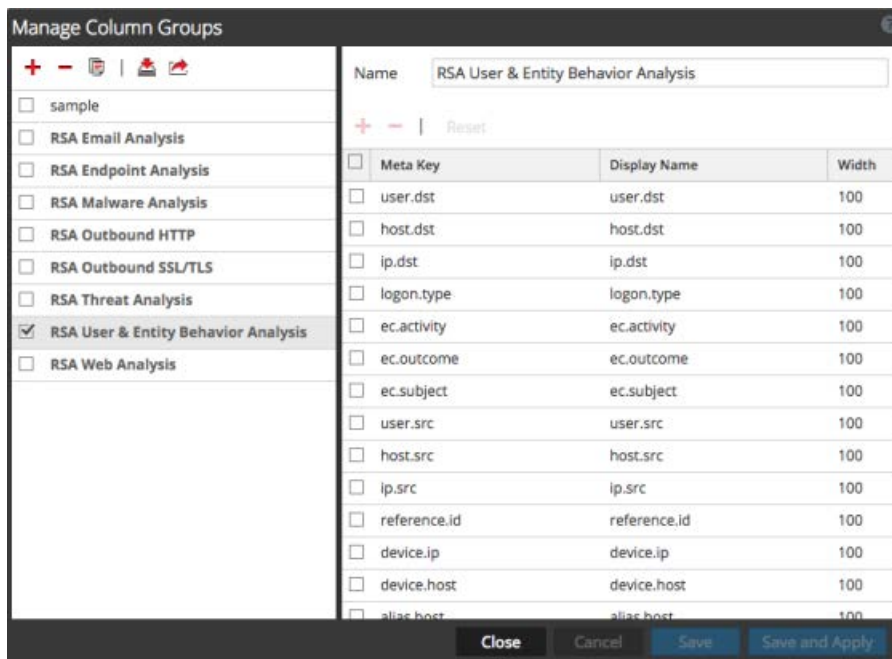 Manage Column Groups
sample
RSA Email Analysis
RSA Endpoint Analysis
RSA Malware Analysis
RSA Outbound HTTP
RSA Outbound SSL/TLS
RSA Threat Analysis
RSA User & Entity Behavior Analysis
RSA Web Analysis
Name RSA User & Entity Behavior Analysis
Reset
Meta Key Display Name Width
user.dst user.dst 100
host.dst host.dst 100
ip.dst ip.dst 100
logon.type logon.type 100
ec.activity ec.activity 100
ec.outcome ec.outcome 100
ec.subject ec.subject 100
user.src user.src 100
host.src host.src 100
ip.src ip.src 100
reference.id reference.id 100
device.ip device.ip 100
device.host device.host 100
alias.host alias.host 100
Close Cancel Save Save and Apply